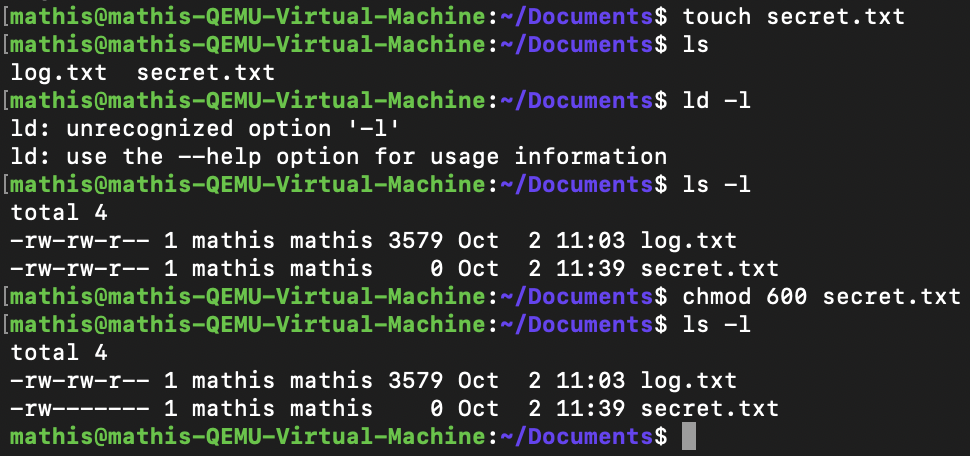 [mathis@mathis-QEMU-Virtual-Machine:~/Documents$ touch secret.txt
[mathis@mathis-QEMU-Virtual-Machine:~/Documents$ ls
log.txt  secret.txt
[mathis@mathis-QEMU-Virtual-Machine:~/Documents$ ld -l
ld: unrecognized option '-l'
ld: use the --help option for usage information
[mathis@mathis-QEMU-Virtual-Machine:~/Documents$ ls -l
total 4
-rw-rw-r-- 1 mathis mathis 3579 Oct  2 11:03 log.txt
-rw-rw-r-- 1 mathis mathis    0 Oct  2 11:39 secret.txt
[mathis@mathis-QEMU-Virtual-Machine:~/Documents$ chmod 600 secret.txt
[mathis@mathis-QEMU-Virtual-Machine:~/Documents$ ls -l
total 4
-rw-rw-r-- 1 mathis mathis 3579 Oct  2 11:03 log.txt
-rw------- 1 mathis mathis    0 Oct  2 11:39 secret.txt
mathis@mathis-QEMU-Virtual-Machine:~/Documents$